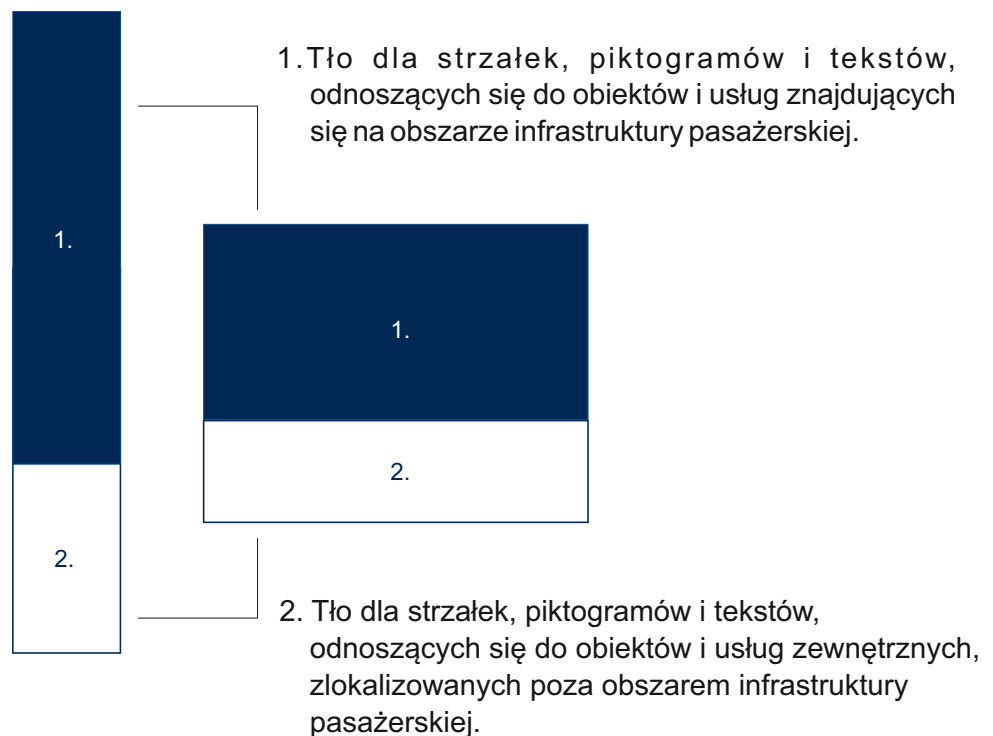 1.Tło dla strzałek, piktogramów i tekstów,
odnoszących się do obiektów i usług znajdujących
się na obszarze infrastruktury pasażerskiej.
1.
1.
2.
2.
2. Tło dla strzałek, piktogramów i tekstów,
odnoszących się do obiektów i usług zewnętrznych,
zlokalizowanych poza obszarem infrastruktury
pasażerskiej.